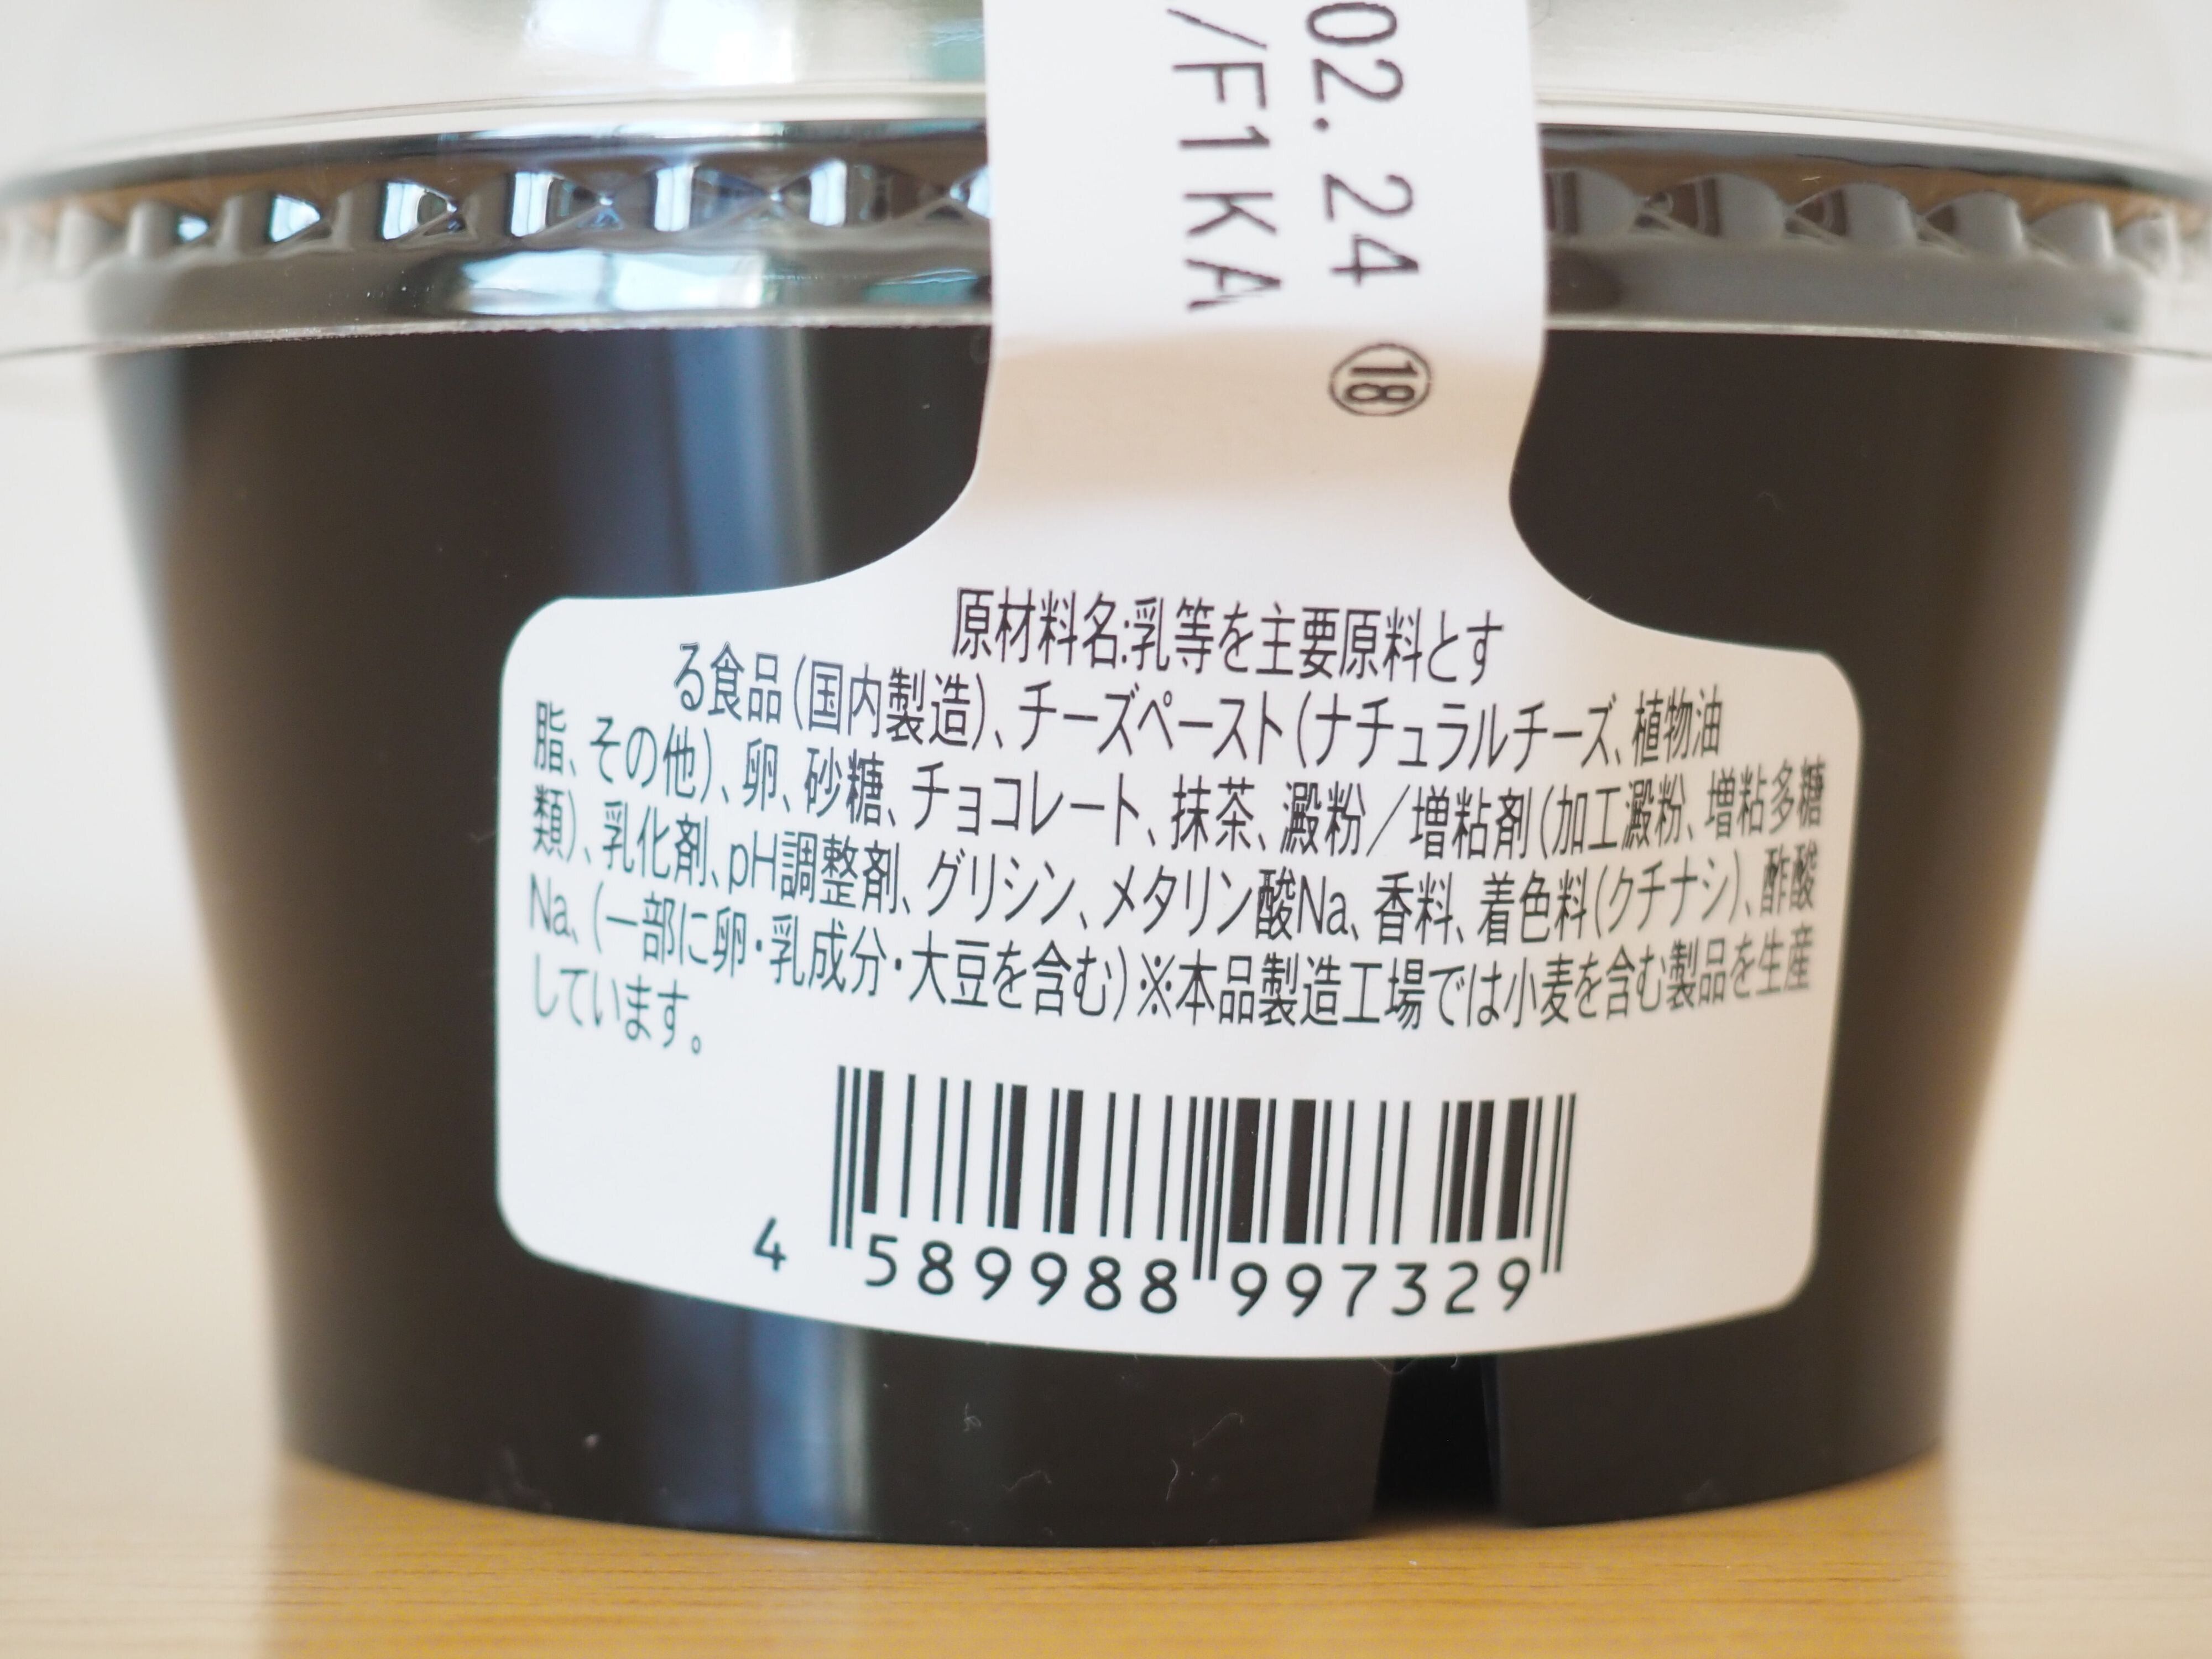 02.24 ⑱
/F1KA
原材料名:乳等を主要原料とす
る食品(国内製造)、チーズペースト(ナチュラルチーズ、植物油
脂、その他)、卵、砂糖、チョコレート、抹茶、澱粉/増粘剤(加工澱粉、増粘多糖
類)、乳化剤、pH調整剤、グリシン、メタリン酸Na、香料、着色料(クチナシ)、酢酸
Na、(一部に卵・乳成分・大豆を含む)※本品製造工場では小麦を含む製品を生産
しています。
4 589988 997329